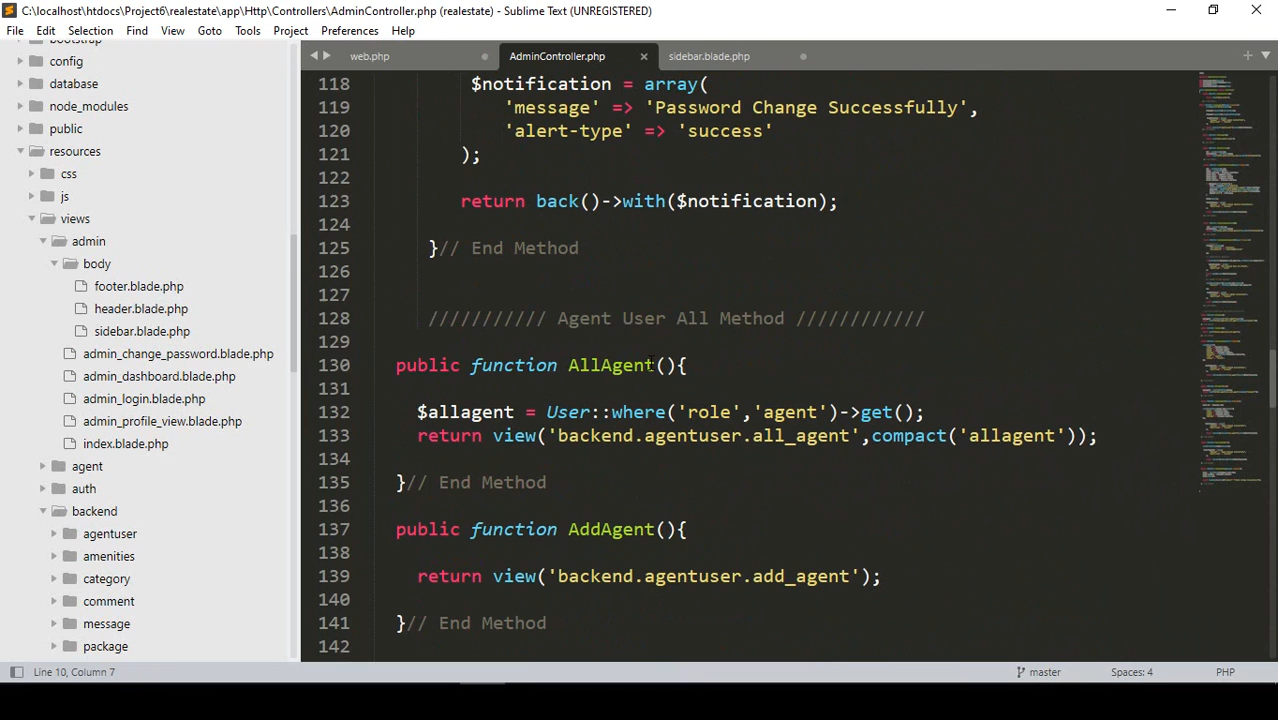 C:\localhost\htdocs\Project6\realestate\app\Http\Controllers\AdminController.php (realestate) - Sublime Text (UNREGISTERED)
File Edit Selection Find View Goto Tools Project Preferences Help
web.php AdminController.php × sidebar.blade.php
bootstrap
config
database
node_modules
public
resources
css
js
views
admin
body
footer.blade.php
header.blade.php
sidebar.blade.php
admin_change_password.blade.php
admin_dashboard.blade.php
admin_login.blade.php
admin_profile_view.blade.php
index.blade.php
agent
auth
backend
agentuser
amenities
category
comment
message
package
118 $notification = array(
119 'message' => 'Password Change Successfully',
120 'alert-type' => 'success'
121 );
122
123 return back()->with($notification);
124
125 }// End Method
126
127
128 /////////// Agent User All Method ////////////
129
130 public function AllAgent(){
131
132 $allagent = User::where('role','agent')->get();
133 return view('backend.agentuser.all_agent',compact('allagent'));
134
135 }// End Method
136
137 public function AddAgent(){
138
139 return view('backend.agentuser.add_agent');
140
141 }// End Method
142
Line 10, Column 7 master Spaces: 4 PHP